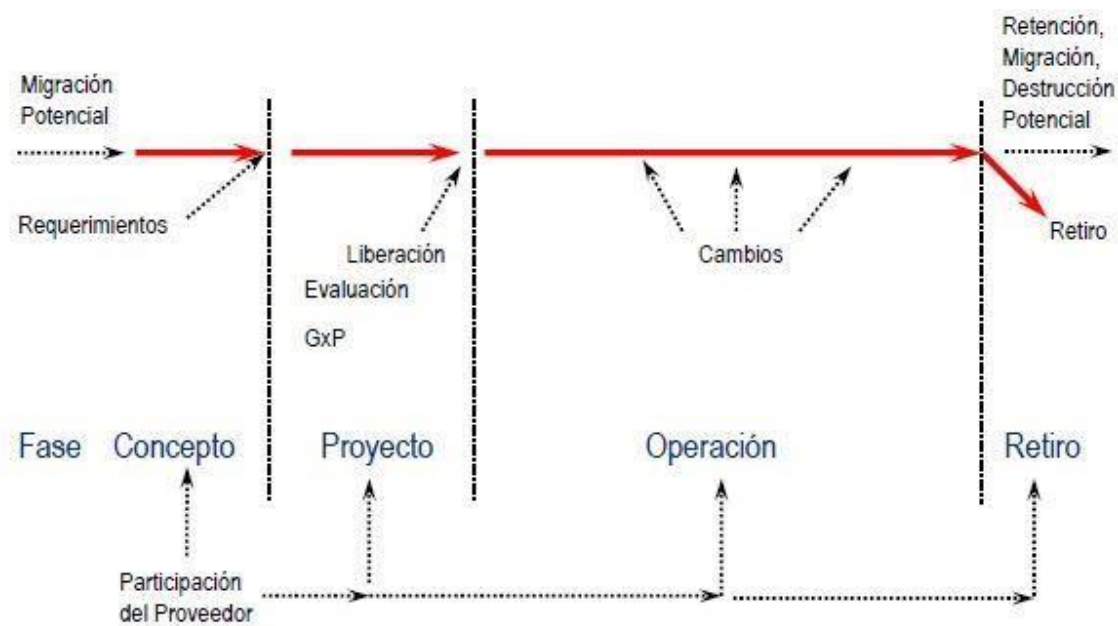 Retención,
Migración,
Destrucción
Potencial
Migración
Potencial
Requerimientos
Liberación
Evaluación
GxP
Cambios
Retiro
Fase Concepto Proyecto Operación Retiro
Participación
del Proveedor